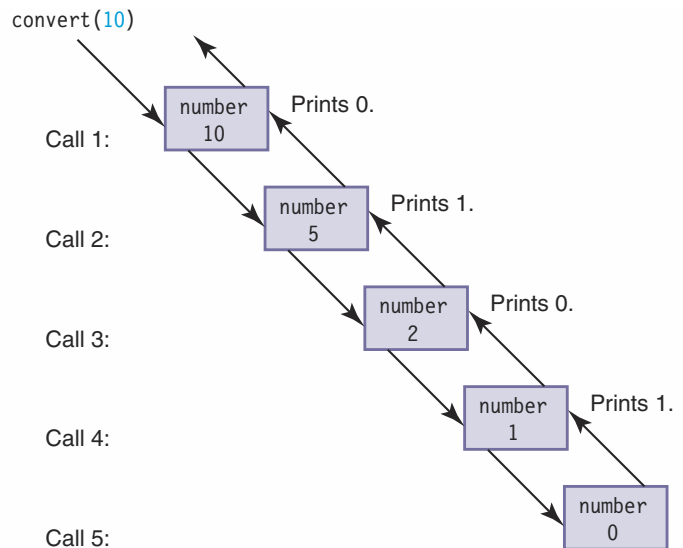 convert(10)
number
10
Prints 0.
Call 1:
number
5
Prints 1.
Call 2:
number
2
Prints 0.
Call 3:
number
1
Prints 1.
Call 4:
number
0
Call 5: